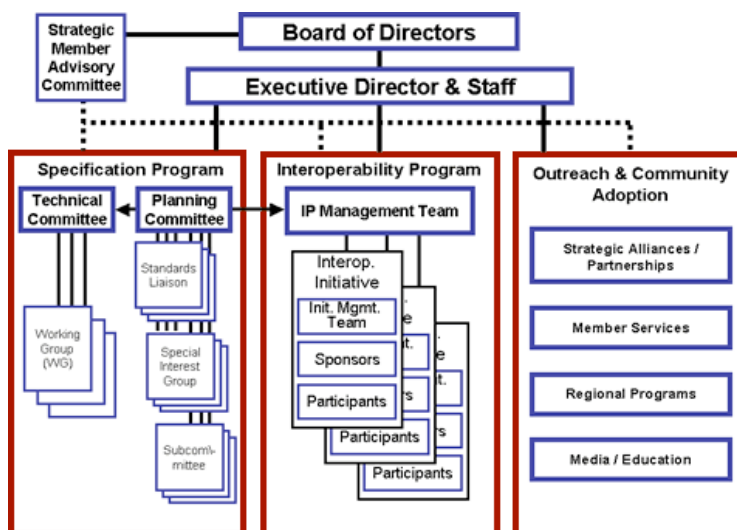 Strategic
Member
Advisory
Committee
Board of Directors
Executive Director & Staff
Specification Program
Technical
Committee
Planning
Committee
Standards
Liaison
Working
Group
(WG)
Special
Interest
Group
Subcom\-
mittee
Interoperability Program
IP Management Team
Interop.
Initiative
Init. Mgmt.
Team
Sponsors
Participants
Participants
Participants
Outreach & Community
Adoption
Strategic Alliances /
Partnerships
Member Services
Regional Programs
Media / Education